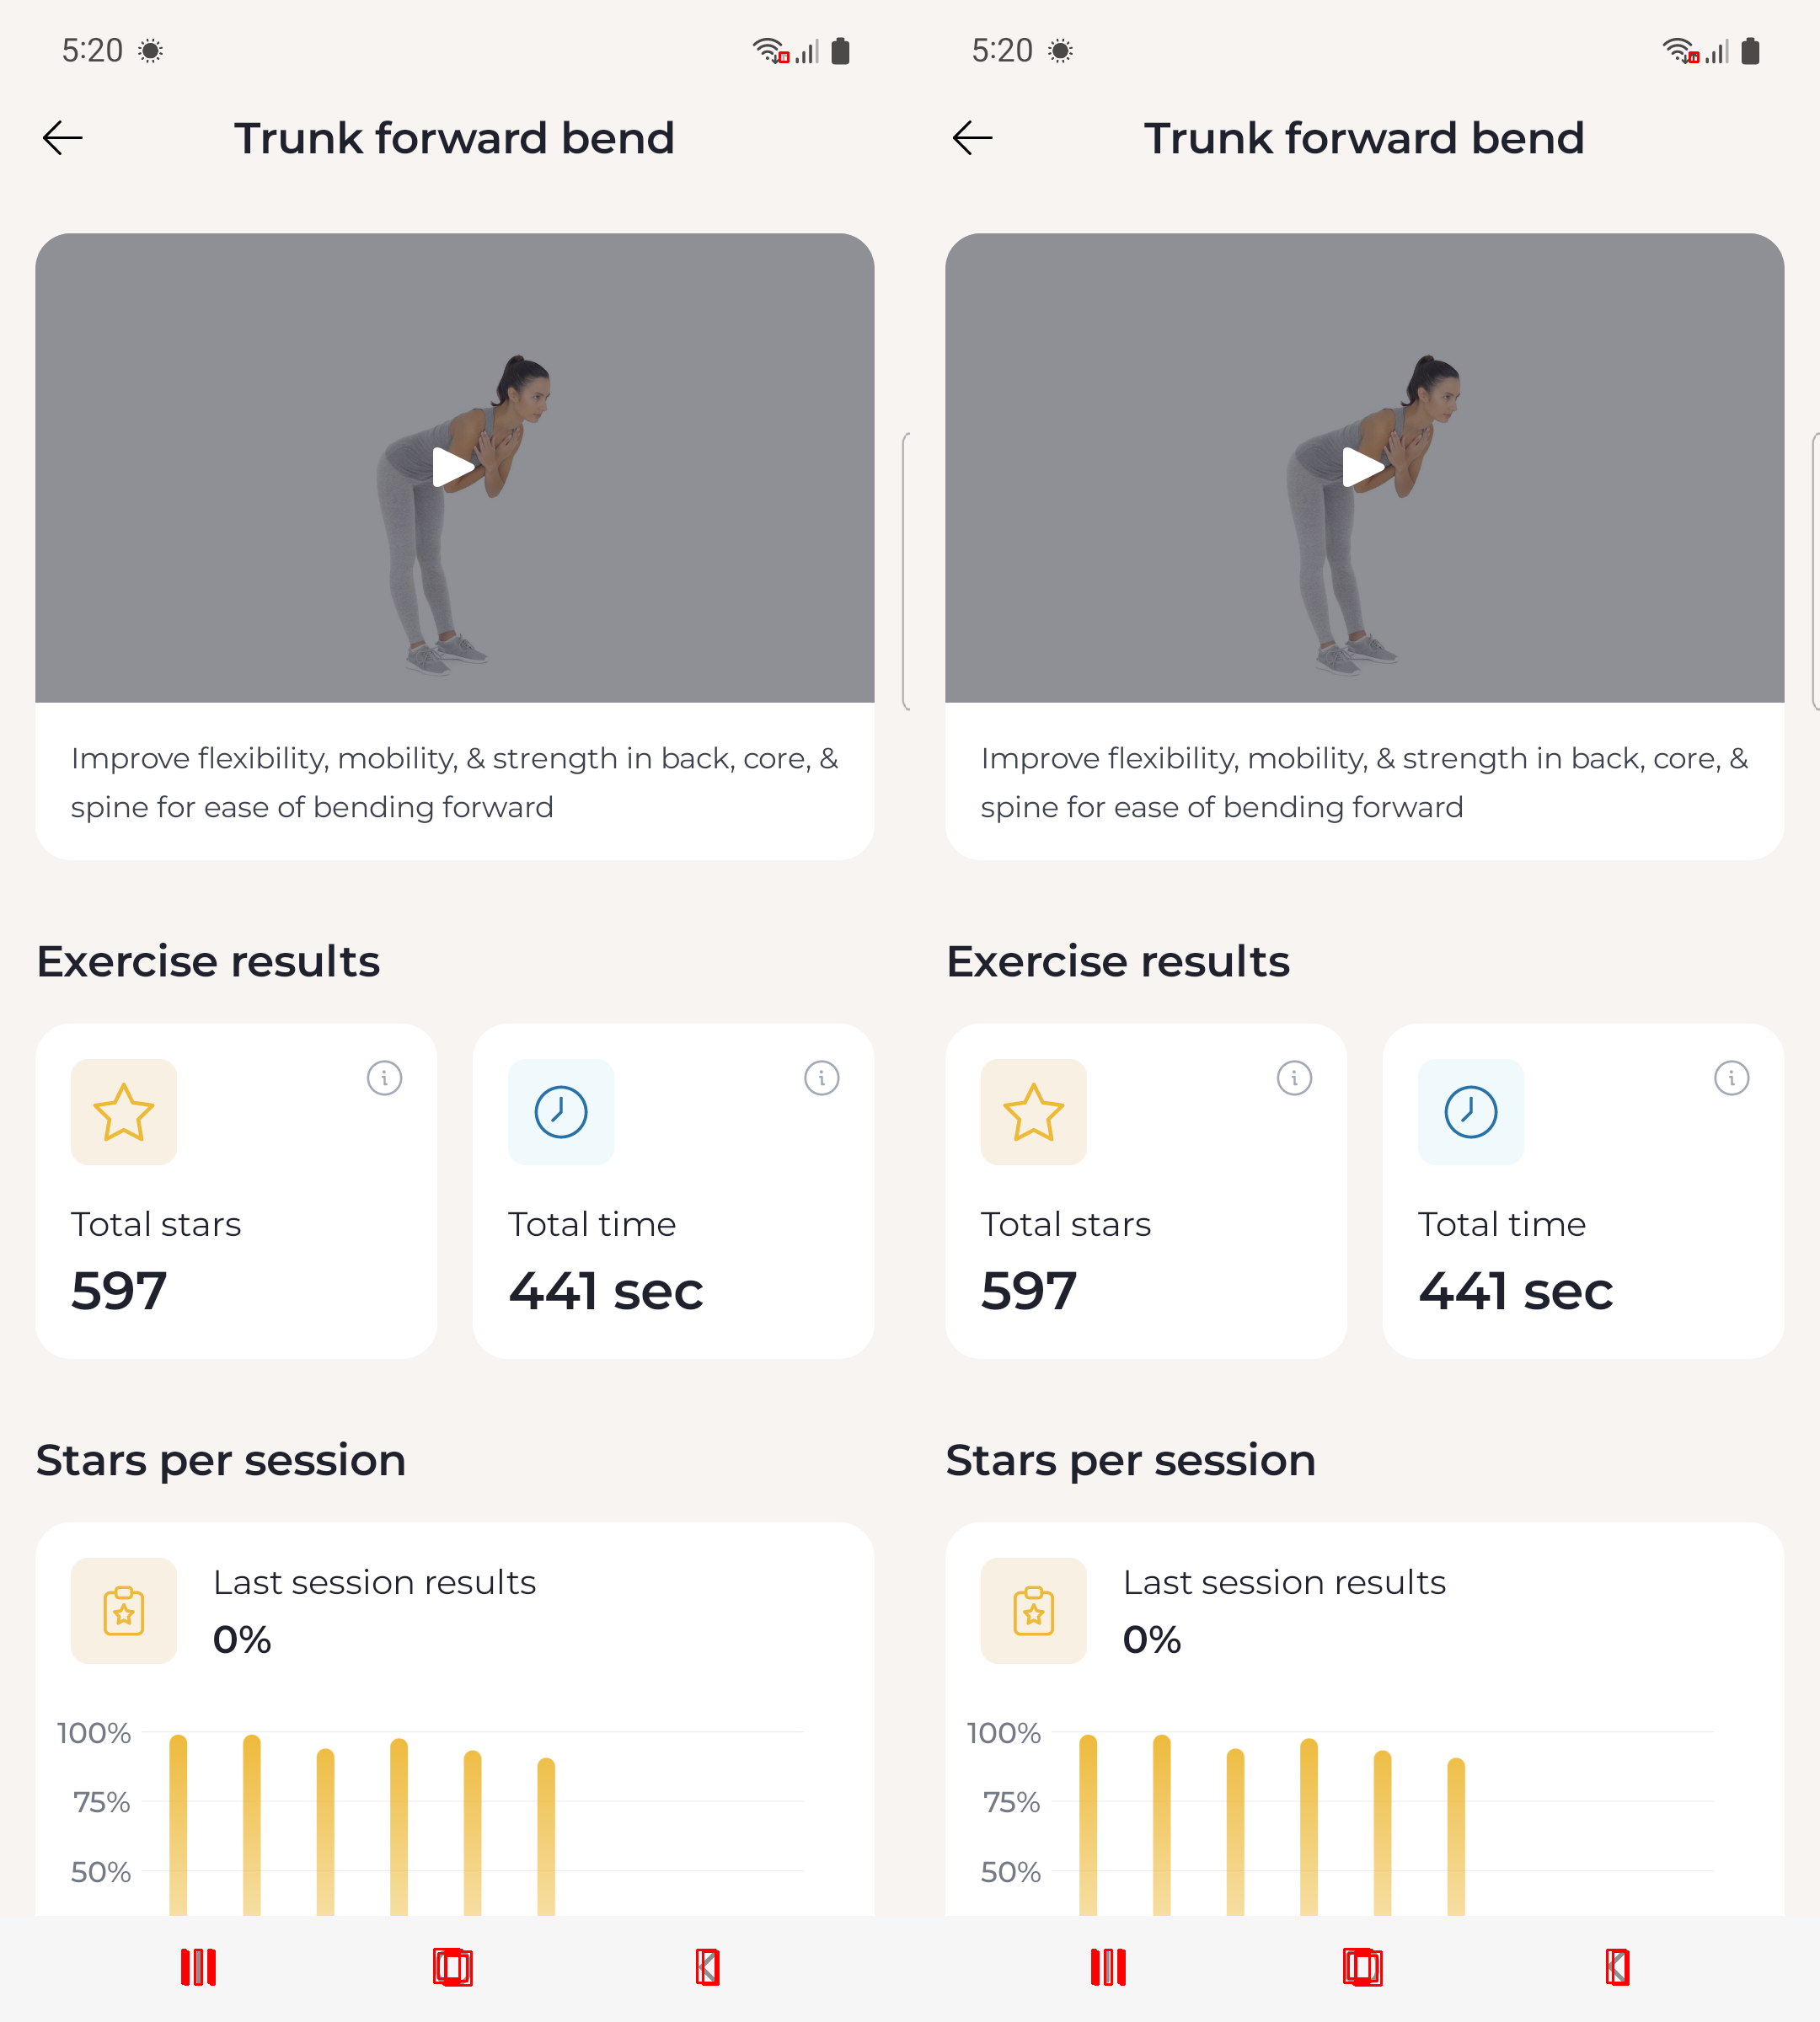 5:20
Trunk forward bend
Improve flexibility, mobility, & strength in back, core, &
spine for ease of bending forward
Exercise results
Total stars
597
Total time
441 sec
Stars per session
Last session results
0%
100%
75%
50%
5:20
Trunk forward bend
Improve flexibility, mobility, & strength in back, core, &
spine for ease of bending forward
Exercise results
Total stars
597
Total time
441 sec
Stars per session
Last session results
0%
100%
75%
50%